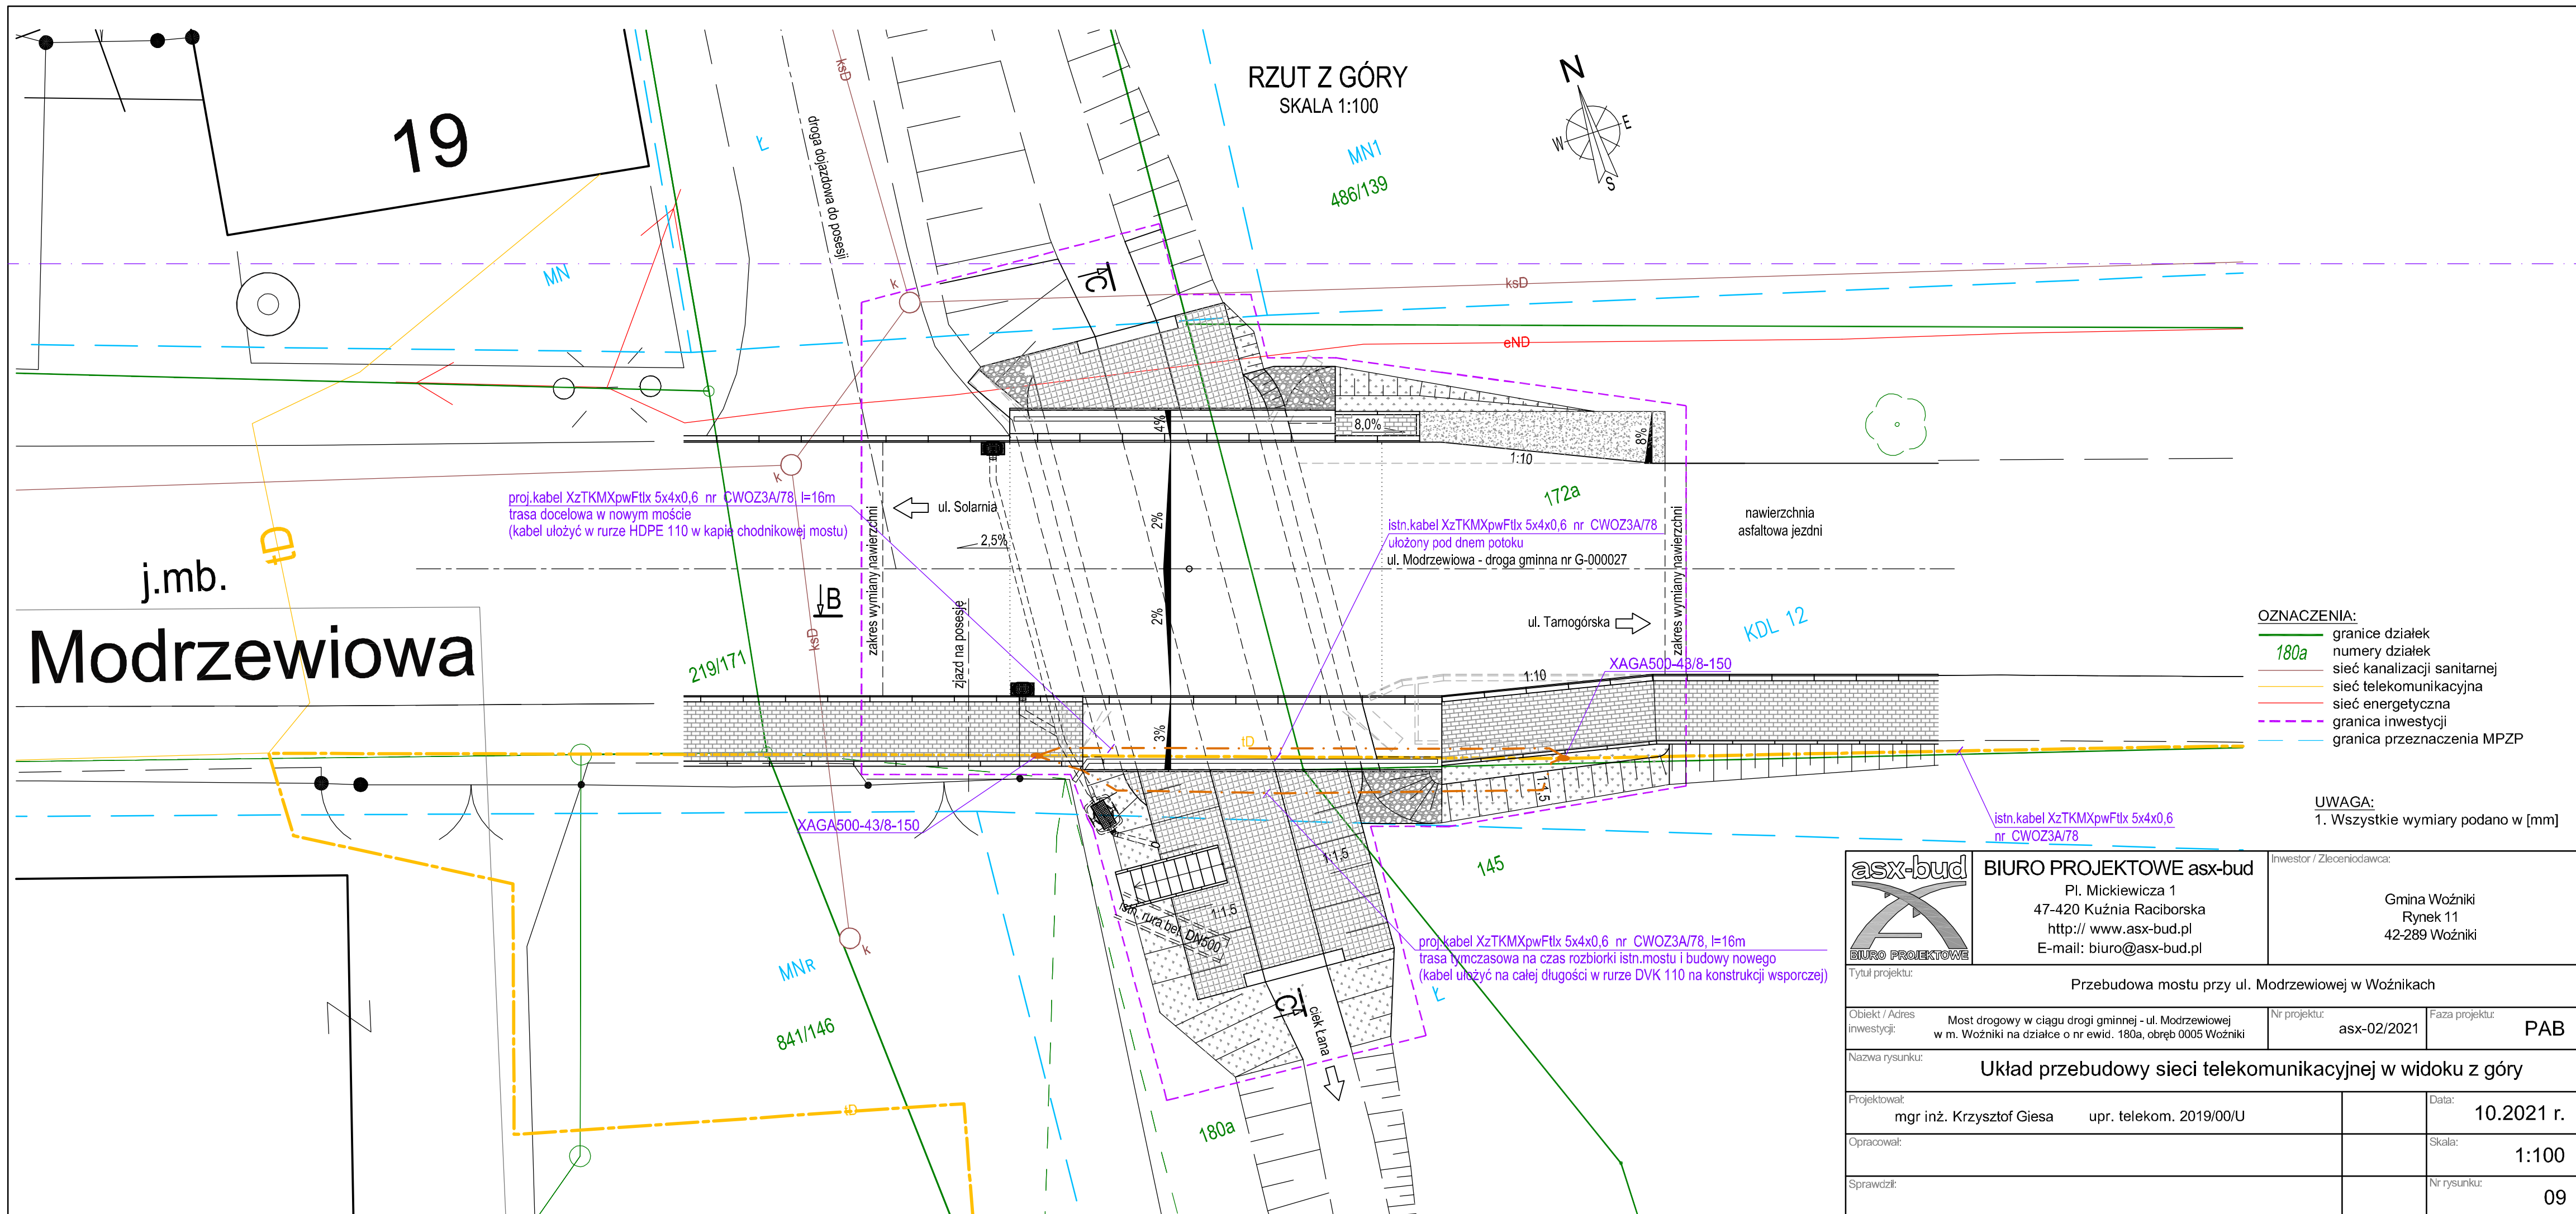 RZUT Z GÓRY
SKALA 1:100
N
E
W
S
19
ksD
droga dojazdowa do posesji
Ł
MN1
486/139
MN
k
C
ksD
eND
4%
8,0%
8%
1:10
k
172a
proj.kabel XzTKMXpwFtlx 5x4x0,6 nr CWOZ3A/78, l=16m
trasa docelowa w nowym moście
(kabel ułożyć w rurze HDPE 110 w kapie chodnikowej mostu)
zakres wymiany nawierzchni
ul. Solarnia
2,5%
2%
istn.kabel XzTKMXpwFtlx 5x4x0,6 nr CWOZ3A/78
ułożony pod dnem potoku
ul. Modrzewiowa - droga gminna nr G-000027
zakres wymiany nawierzchni
nawierzchnia
asfaltowa jezdni
tD
j.mb.
Modrzewiowa
B
ksD
zjazd na posesję
2%
ul. Tarnogórska
KDL 12
219/171
XAGA500-43/8-150
1:10
3%
tD
1:1.5
XAGA500-43/8-150
istn.kabel XzTKMXpwFtlx 5x4x0,6
nr CWOZ3A/78
1:1.5
145
1:1.5
istn. rura bet. DN500
k
MNR
841/146
proj.kabel XzTKMXpwFtlx 5x4x0,6 nr CWOZ3A/78, l=16m
trasa tymczasowa na czas rozbiorki istn.mostu i budowy nowego
(kabel ułożyć na całej długości w rurze DVK 110 na konstrukcji wsporczej)
Ł
C
ciek Łana
tD
180a
OZNACZENIA:
granice działek
180a numery działek
sieć kanalizacji sanitarnej
sieć telekomunikacyjna
sieć energetyczna
granica inwestycji
granica przeznaczenia MPZP
UWAGA:
1. Wszystkie wymiary podano w [mm]
asx-bud
BIURO PROJEKTOWE
BIURO PROJEKTOWE asx-bud
Pl. Mickiewicza 1
47-420 Kuźnia Raciborska
http:// www.asx-bud.pl
E-mail: biuro@asx-bud.pl
Inwestor / Zleceniodawca:
Gmina Woźniki
Rynek 11
42-289 Woźniki
Tytuł projektu:
Przebudowa mostu przy ul. Modrzewiowej w Woźnikach
Obiekt / Adres
inwestycji:
Most drogowy w ciągu drogi gminnej - ul. Modrzewiowej
w m. Woźniki na działce o nr ewid. 180a, obręb 0005 Woźniki
Nr projektu:
asx-02/2021
Faza projektu:
PAB
Nazwa rysunku:
Układ przebudowy sieci telekomunikacyjnej w widoku z góry
Projektował:
mgr inż. Krzysztof Giesa upr. telekom. 2019/00/U
Data:
10.2021 r.
Opracował:
Skala:
1:100
Sprawdził:
Nr rysunku:
09